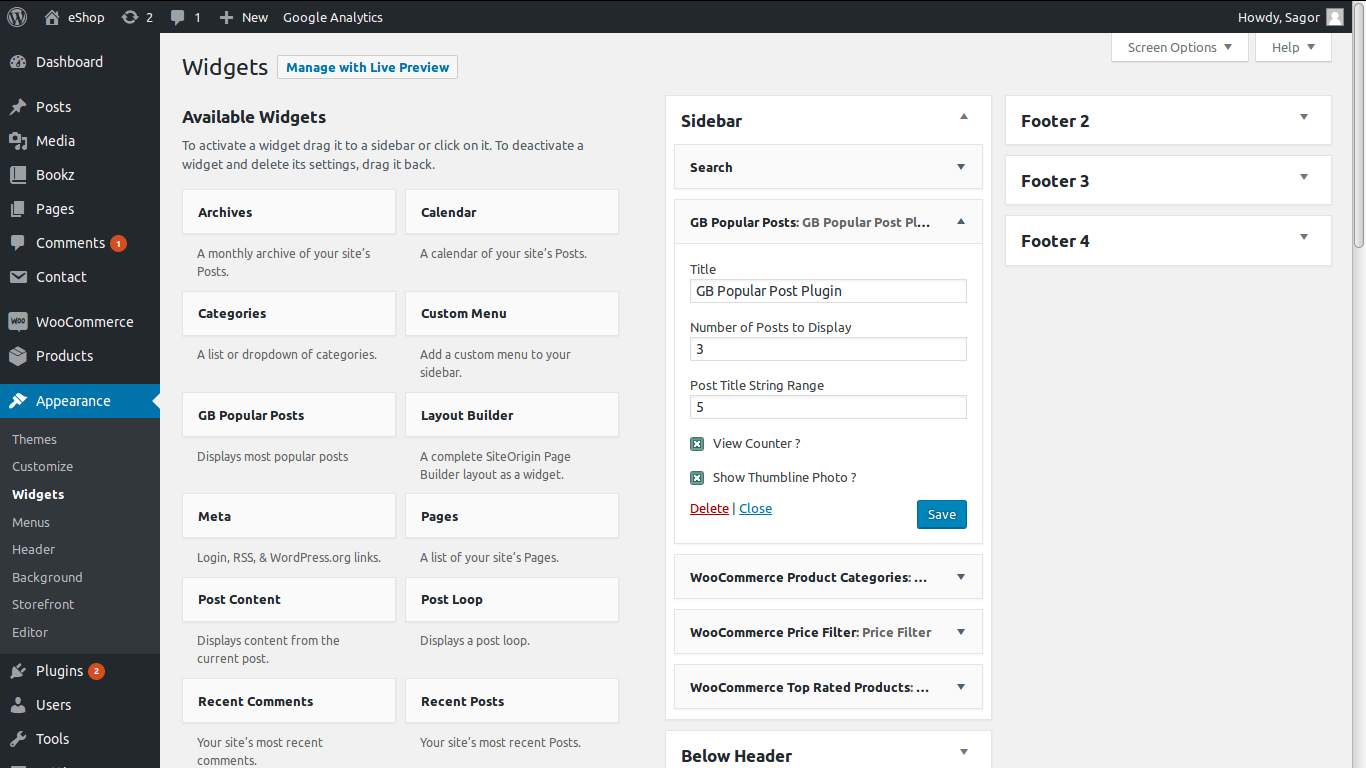 eShop
2
1
New
Google Analytics
Howdy, Sagor
Dashboard
Posts
Media
Bookz
Pages
Comments 1
Contact
WooCommerce
Products
Appearance
Themes
Customize
Widgets
Menus
Header
Background
Storefront
Editor
Plugins 2
Users
Tools
Screen Options
Help
Widgets
Manage with Live Preview
Available Widgets
To activate a widget drag it to a sidebar or click on it. To deactivate a
widget and delete its settings, drag it back.
Archives
A monthly archive of your site's
Posts.
Calendar
A calendar of your site's Posts.
Categories
A list or dropdown of categories.
Custom Menu
Add a custom menu to your
sidebar.
GB Popular Posts
Displays most popular posts
Layout Builder
A complete SiteOrigin Page
Builder layout as a widget.
Meta
Login, RSS, & WordPress.org links.
Pages
A list of your site's Pages.
Post Content
Displays content from the
current post.
Post Loop
Displays a post loop.
Recent Comments
Your site's most recent
comments.
Recent Posts
Your site's most recent Posts.
Sidebar
Search
GB Popular Posts: GB Popular Post Pl...
Title
GB Popular Post Plugin
Number of Posts to Display
3
Post Title String Range
5
View Counter ?
Show Thumbline Photo ?
Delete | Close
Save
WooCommerce Product Categories: ...
WooCommerce Price Filter: Price Filter
WooCommerce Top Rated Products: ...
Below Header
Footer 2
Footer 3
Footer 4